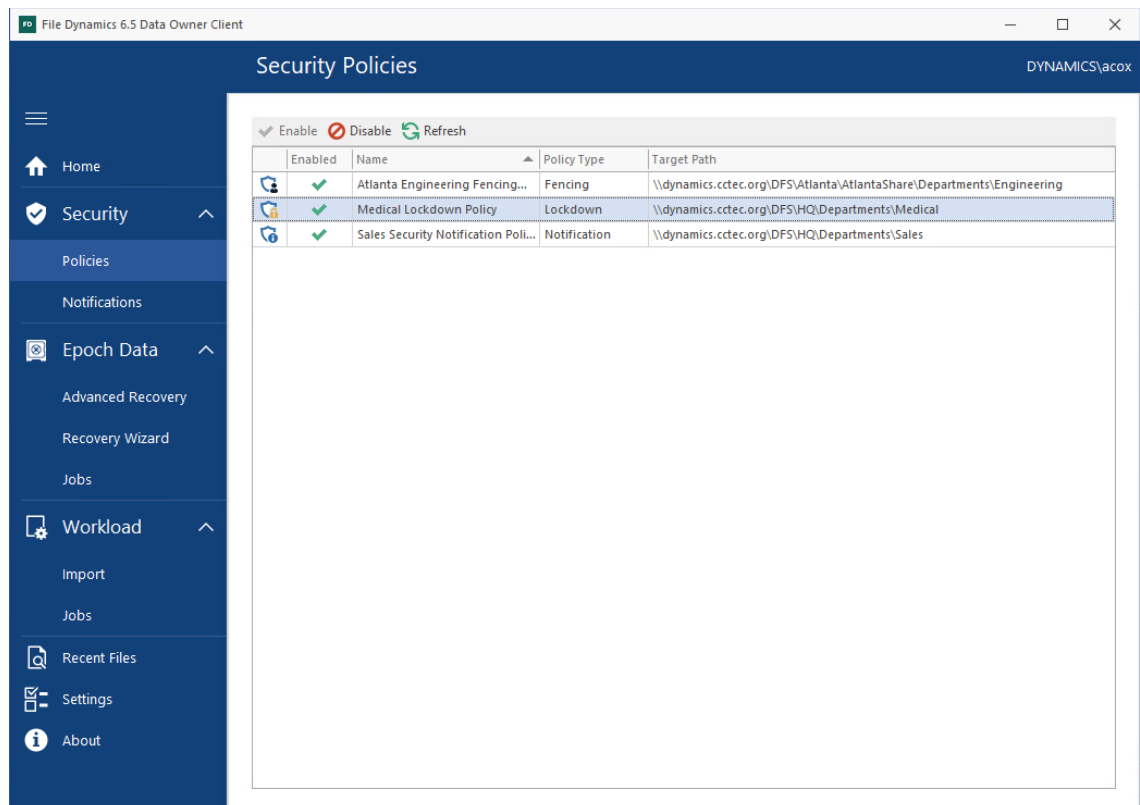 FD File Dynamics 6.5 Data Owner Client
Security Policies
DYNAMICS\acox
Home
Security
Policies
Notifications
Epoch Data
Advanced Recovery
Recovery Wizard
Jobs
Workload
Import
Jobs
Recent Files
Settings
About
Enable Disable Refresh
Enabled Name Policy Type Target Path
Atlanta Engineering Fencing... Fencing \\dynamics.cctec.org\DFS\Atlanta\AtlantaShare\Departments\Engineering
Medical Lockdown Policy Lockdown \\dynamics.cctec.org\DFS\HQ\Departments\Medical
Sales Security Notification Poli... Notification \\dynamics.cctec.org\DFS\HQ\Departments\Sales